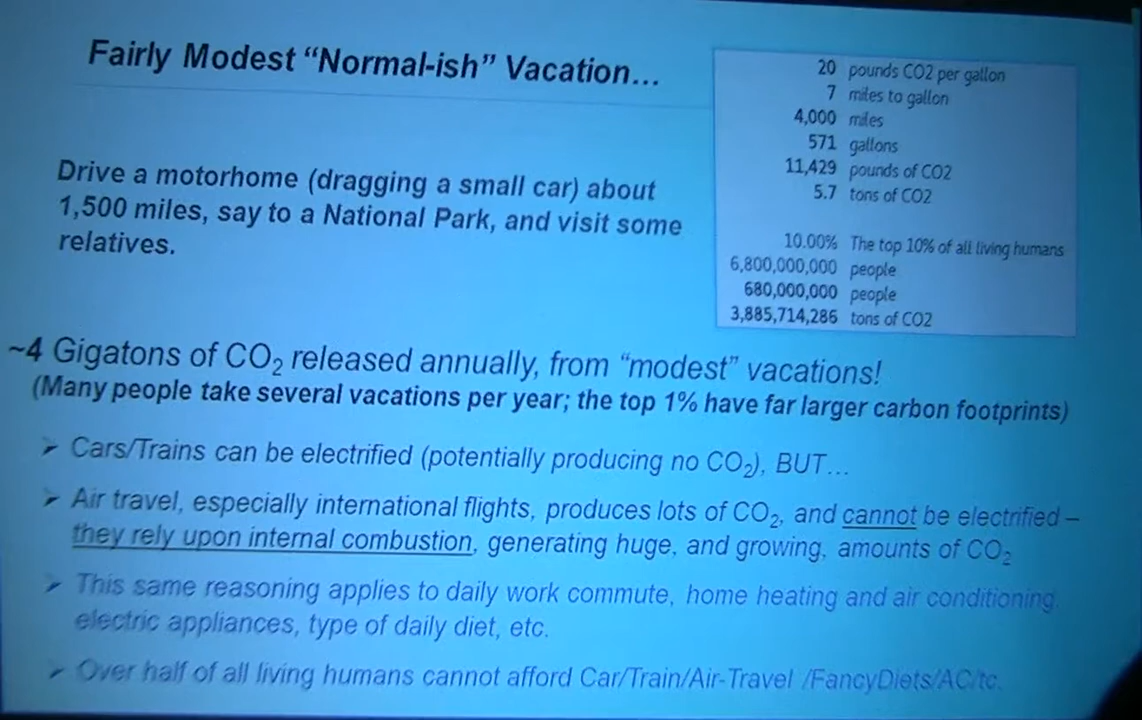 Fairly Modest “Normal-ish” Vacation...
20 pounds CO2 per gallon
7 miles to gallon
4,000 miles
571 gallons
11,429 pounds of CO2
5.7 tons of CO2
10.00% The top 10% of all living humans
6,800,000,000 people
680,000,000 people
3,885,714,286 tons of CO2
Drive a motorhome (dragging a small car) about
1,500 miles, say to a National Park, and visit some
relatives.
~4 Gigatons of CO₂ released annually, from “modest” vacations!
(Many people take several vacations per year; the top 1% have far larger carbon footprints)
➢ Cars/Trains can be electrified (potentially producing no CO₂), BUT...
➢ Air travel, especially international flights, produces lots of CO₂, and cannot be electrified –
they rely upon internal combustion, generating huge, and growing, amounts of CO₂
➢ This same reasoning applies to daily work commute, home heating and air conditioning,
electric appliances, type of daily diet, etc.
➢ Over half of all living humans cannot afford Car/Train/Air-Travel /FancyDiets/AC/tc.